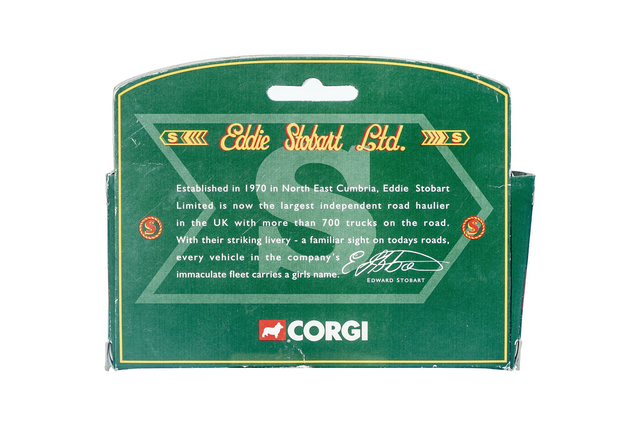 S Eddie Stobart Ltd. S
Established in 1970 in North East Cumbria, Eddie Stobart
Limited is now the largest independent road haulier
in the UK with more than 700 trucks on the road.
With their striking livery - a familiar sight on todays roads,
every vehicle in the company's
immaculate fleet carries a girls name.
EDWARD STOBART
S
S
S
CORGI